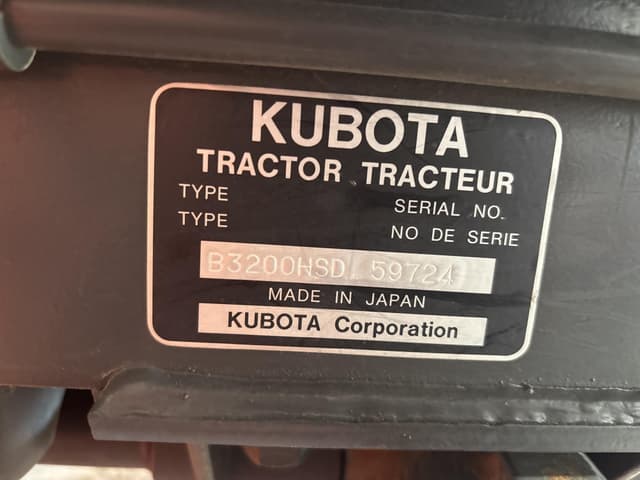 KUBOTA
TRACTOR TRACTEUR
TYPE SERIAL NO.
TYPE NO DE SERIE
B3200HSD 59724
MADE IN JAPAN
KUBOTA Corporation